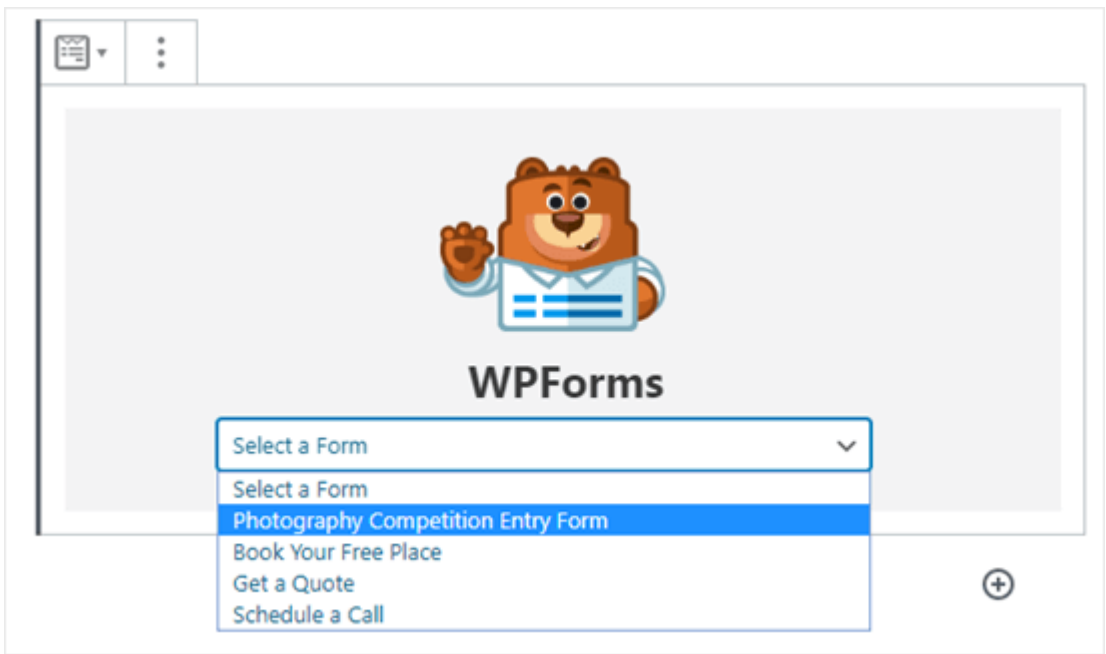 WPForms
Select a Form
Select a Form
Photography Competition Entry Form
Book Your Free Place
Get a Quote
Schedule a Call